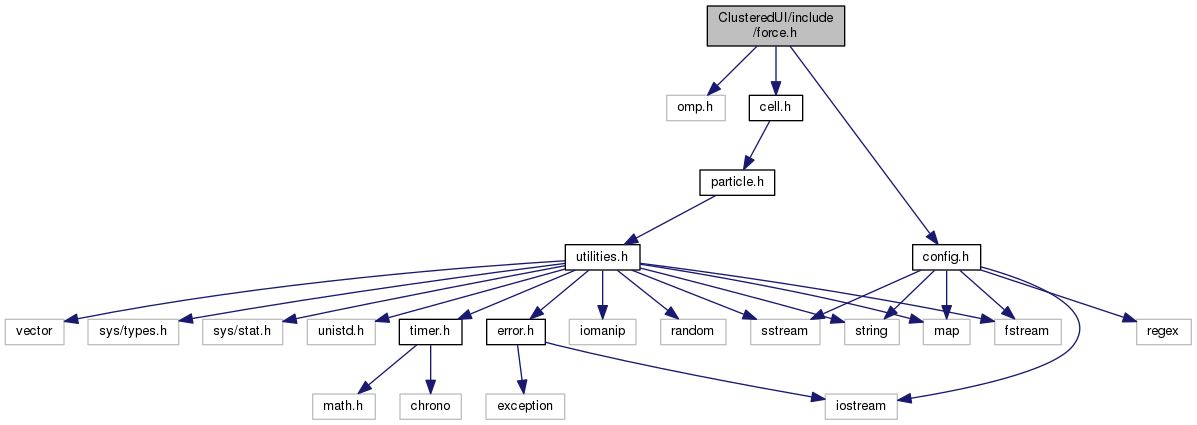 ClusteredUI/include
/force.h
omp.h
cell.h
particle.h
utilities.h
config.h
vector
sys/types.h
sys/stat.h
unistd.h
timer.h
error.h
iomanip
random
sstream
string
map
fstream
regex
math.h
chrono
exception
iostream